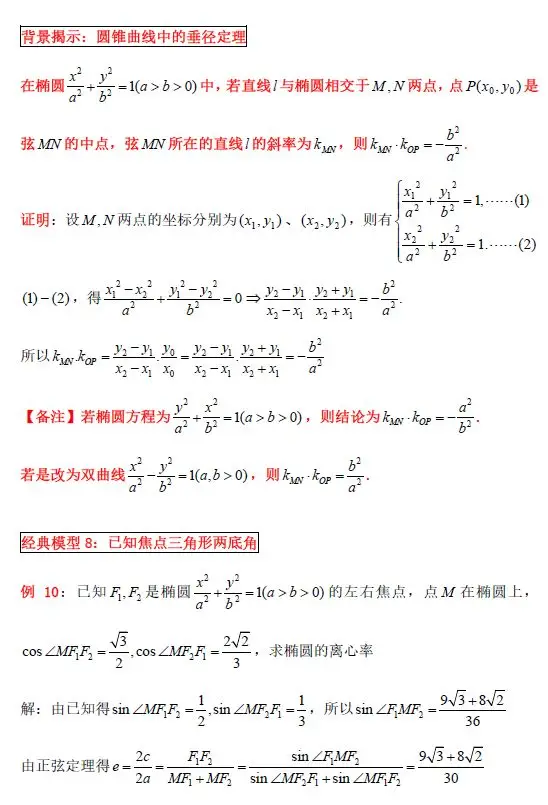 背景揭示：圆锥曲线中的垂径定理
在椭圆 $\frac{x^2}{a^2}+\frac{y^2}{b^2}=1(a>b>0)$ 中，若直线 $l$ 与椭圆相交于 $M,N$ 两点，点 $P(x_0,y_0)$ 是
弦 $MN$ 的中点，弦 $MN$ 所在的直线 $l$ 的斜率为 $k_{MN}$，则 $k_{MN}\cdot k_{OP}=-\frac{b^2}{a^2}$.
证明：设 $M,N$ 两点的坐标分别为 $(x_1,y_1)$、$(x_2,y_2)$，则有 $\begin{cases}\frac{x_1^2}{a^2}+\frac{y_1^2}{b^2}=1,\cdots\cdots(1)\\ \frac{x_2^2}{a^2}+\frac{y_2^2}{b^2}=1.\cdots\cdots(2)\end{cases}$
$(1)-(2)$，得 $\frac{x_1^2-x_2^2}{a^2}+\frac{y_1^2-y_2^2}{b^2}=0\Rightarrow\frac{y_2-y_1}{x_2-x_1}\cdot\frac{y_2+y_1}{x_2+x_1}=-\frac{b^2}{a^2}$.
所以 $k_{MN}.k_{OP}=\frac{y_2-y_1}{x_2-x_1}.\frac{y_0}{x_0}=\frac{y_2-y_1}{x_2-x_1}.\frac{y_2+y_1}{x_2+x_1}=-\frac{b^2}{a^2}$
【备注】若椭圆方程为 $\frac{y^2}{a^2}+\frac{x^2}{b^2}=1(a>b>0)$，则结论为 $k_{MN}\cdot k_{OP}=-\frac{a^2}{b^2}$.
若是改为双曲线 $\frac{x^2}{a^2}-\frac{y^2}{b^2}=1(a,b>0)$，则 $k_{MN}\cdot k_{OP}=\frac{b^2}{a^2}$.
经典模型8：已知焦点三角形两底角
例 10：已知 $F_1,F_2$ 是椭圆 $\frac{x^2}{a^2}+\frac{y^2}{b^2}=1(a>b>0)$ 的左右焦点，点 $M$ 在椭圆上，
$\cos\angle MF_1F_2=\frac{\sqrt{3}}{2},\cos\angle MF_2F_1=\frac{2\sqrt{2}}{3}$，求椭圆的离心率
解：由已知得 $\sin\angle MF_1F_2=\frac{1}{2},\sin\angle MF_2F_1=\frac{1}{3}$，所以 $\sin\angle F_1MF_2=\frac{9\sqrt{3}+8\sqrt{2}}{36}$
由正弦定理得 $e=\frac{2c}{2a}=\frac{F_1F_2}{MF_1+MF_2}=\frac{\sin\angle F_1MF_2}{\sin\angle MF_2F_1+\sin\angle MF_1F_2}=\frac{9\sqrt{3}+8\sqrt{2}}{30}$